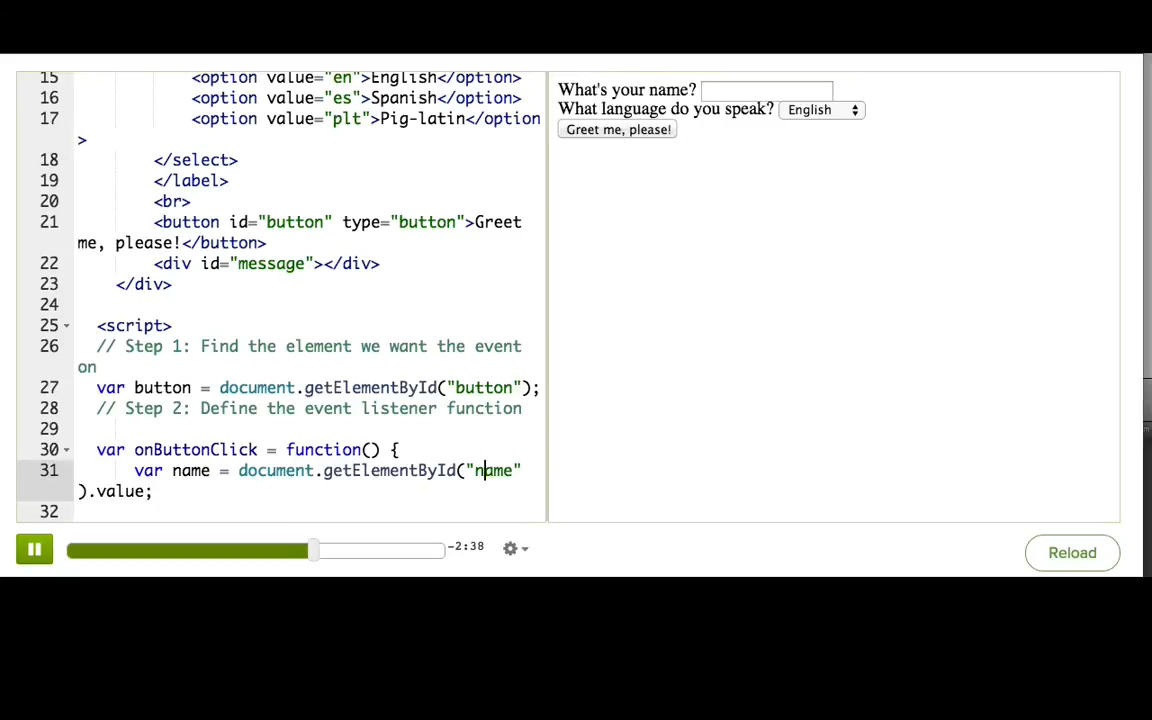 15 <option value="en">English</option>
16 <option value="es">Spanish</option>
17 <option value="plt">Pig-latin</option
>
18 </select>
19 </label>
20 <br>
21 <button id="button" type="button">Greet
me, please!</button>
22 <div id="message"></div>
23 </div>
24
25 <script>
26 // Step 1: Find the element we want the event
on
27 var button = document.getElementById("button");
28 // Step 2: Define the event listener function
29
30 var onButtonClick = function() {
31 var name = document.getElementById("name"
).value;
32
What's your name?
What language do you speak? English
Greet me, please!
-2:38
Reload